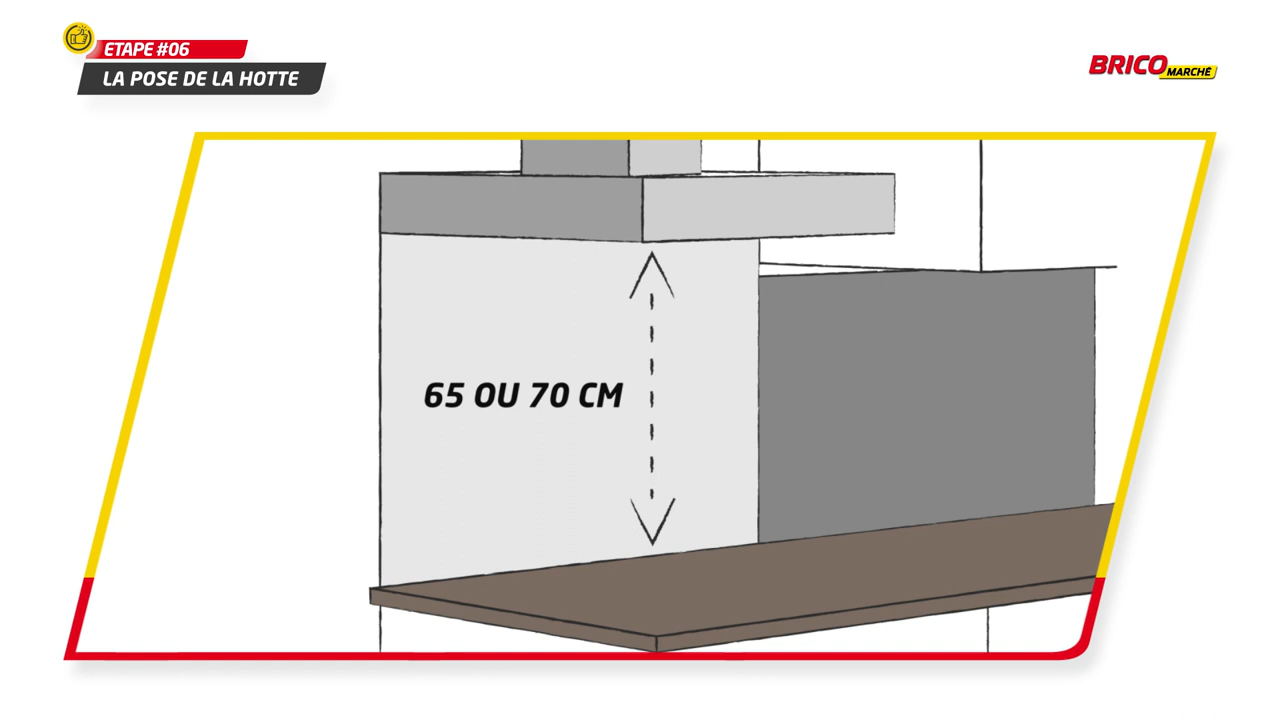 ETAPE #06
LA POSE DE LA HOTTE
BRICO MARCHÉ
65 OU 70 CM